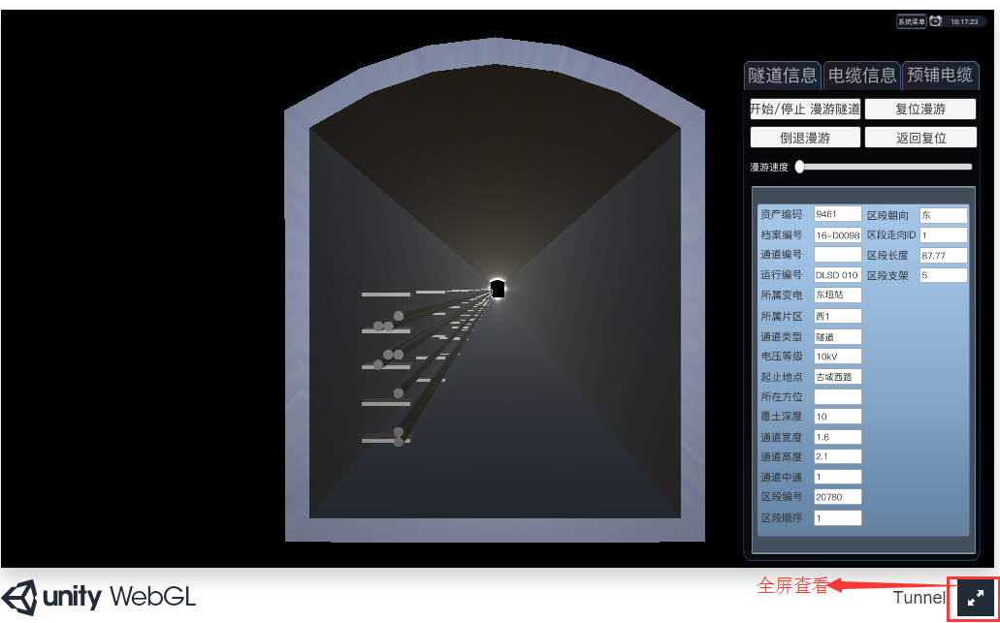 系统菜单 18:17:23
隧道信息 电缆信息 预铺电缆
开始/停止 漫游隧道 复位漫游
倒退漫游 返回复位
漫游速度
资产编码 9461 区段朝向 东
档案编号 16-D0098 区段走向ID 1
通道编号 区段长度 87.77
运行编号 DLSD 010 区段支架 5
所属变电 东垣站
所属片区 西1
通道类型 隧道
电压等级 10kV
起止地点 古城西路
所在方位
覆土深度 10
通道宽度 1.6
通道高度 2.1
通道中通 1
区段编号 20780
区段顺序 1
全屏查看
unity WebGL Tunnel